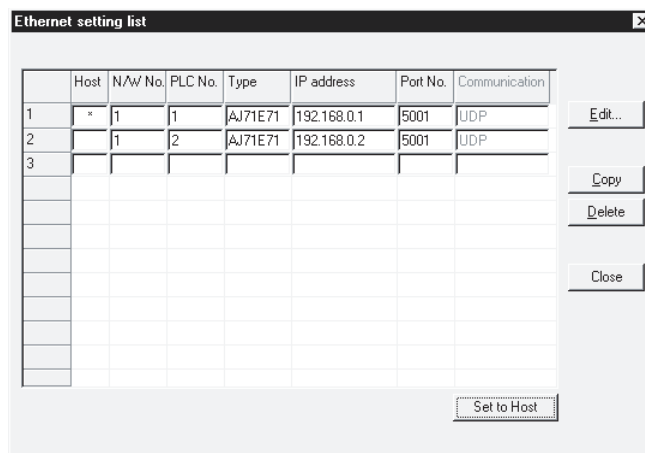 Ethernet setting list
Host N/W No. PLC No. Type IP address Port No. Communication
1 * 1 1 AJ71E71 192.168.0.1 5001 UDP
2 1 2 AJ71E71 192.168.0.2 5001 UDP
3
Edit...
Copy
Delete
Close
Set to Host